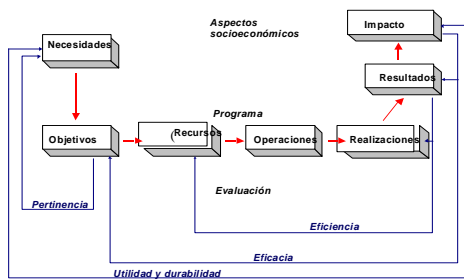 Aspectos
socioeconómicos
Impacto
Necesidades
Resultados
Programa
Objetivos
(Recursos
Operaciones
Realizaciones
Evaluación
Pertinencia
Eficiencia
Eficacia
Utilidad y durabilidad